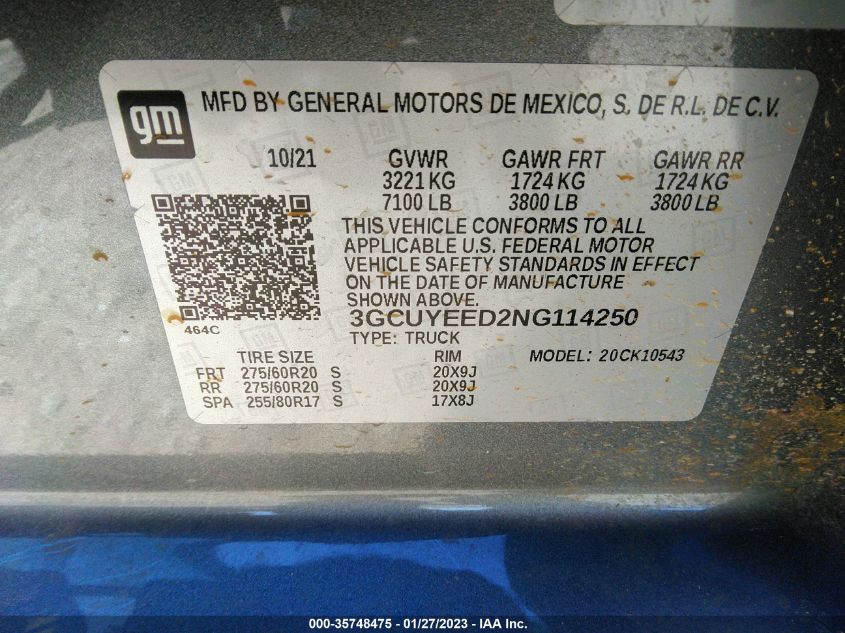 gm MFD BY GENERAL MOTORS DE MEXICO, S. DE R.L. DE C.V.
10/21 GVWR GAWR FRT GAWR RR
3221 KG 1724 KG 1724 KG
7100 LB 3800 LB 3800 LB
THIS VEHICLE CONFORMS TO ALL
APPLICABLE U.S. FEDERAL MOTOR
VEHICLE SAFETY STANDARDS IN EFFECT
ON THE DATE OF MANUFACTURE
SHOWN ABOVE.
464C 3GCUYEED2NG114250
TYPE: TRUCK
TIRE SIZE RIM MODEL: 20CK10543
FRT 275/60R20 S 20X9J
RR 275/60R20 S 20X9J
SPA 255/80R17 S 17X8J
000-35748475 — 01/27/2023 — IAA Inc.